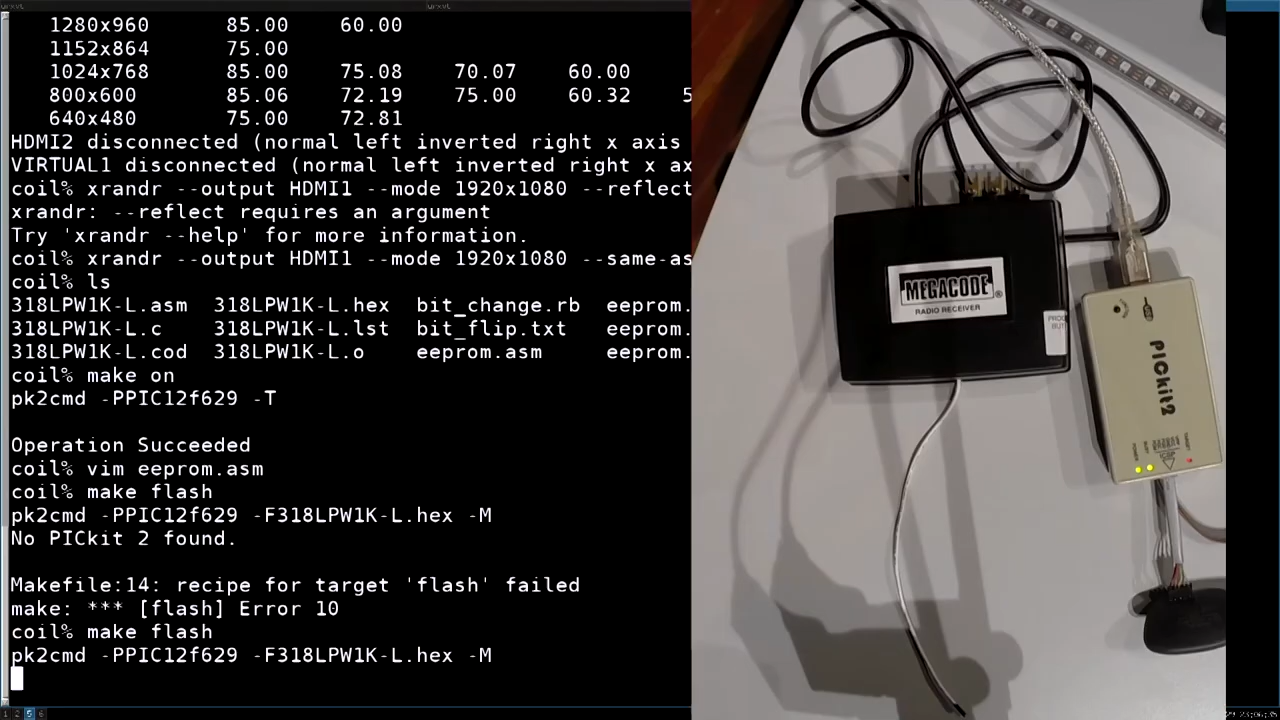 1280x960 85.00 60.00
1152x864 75.00
1024x768 85.00 75.08 70.07 60.00
800x600 85.06 72.19 75.00 60.32 5
640x480 75.00 72.81
HDMI2 disconnected (normal left inverted right x axis
VIRTUAL1 disconnected (normal left inverted right x ax
coil% xrandr --output HDMI1 --mode 1920x1080 --reflect
xrandr: --reflect requires an argument
Try 'xrandr --help' for more information.
coil% xrandr --output HDMI1 --mode 1920x1080 --same-as
coil% ls
318LPW1K-L.asm 318LPW1K-L.hex bit_change.rb eeprom.
318LPW1K-L.c 318LPW1K-L.lst bit_flip.txt eeprom.
318LPW1K-L.cod 318LPW1K-L.o eeprom.asm eeprom.
coil% make on
pk2cmd -PPIC12f629 -T
Operation Succeeded
coil% vim eeprom.asm
coil% make flash
pk2cmd -PPIC12f629 -F318LPW1K-L.hex -M
No PICkit 2 found.
Makefile:14: recipe for target 'flash' failed
make: *** [flash] Error 10
coil% make flash
pk2cmd -PPIC12f629 -F318LPW1K-L.hex -M
1 2 5 6
MEGACODE®
RADIO RECEIVER
PICkit2